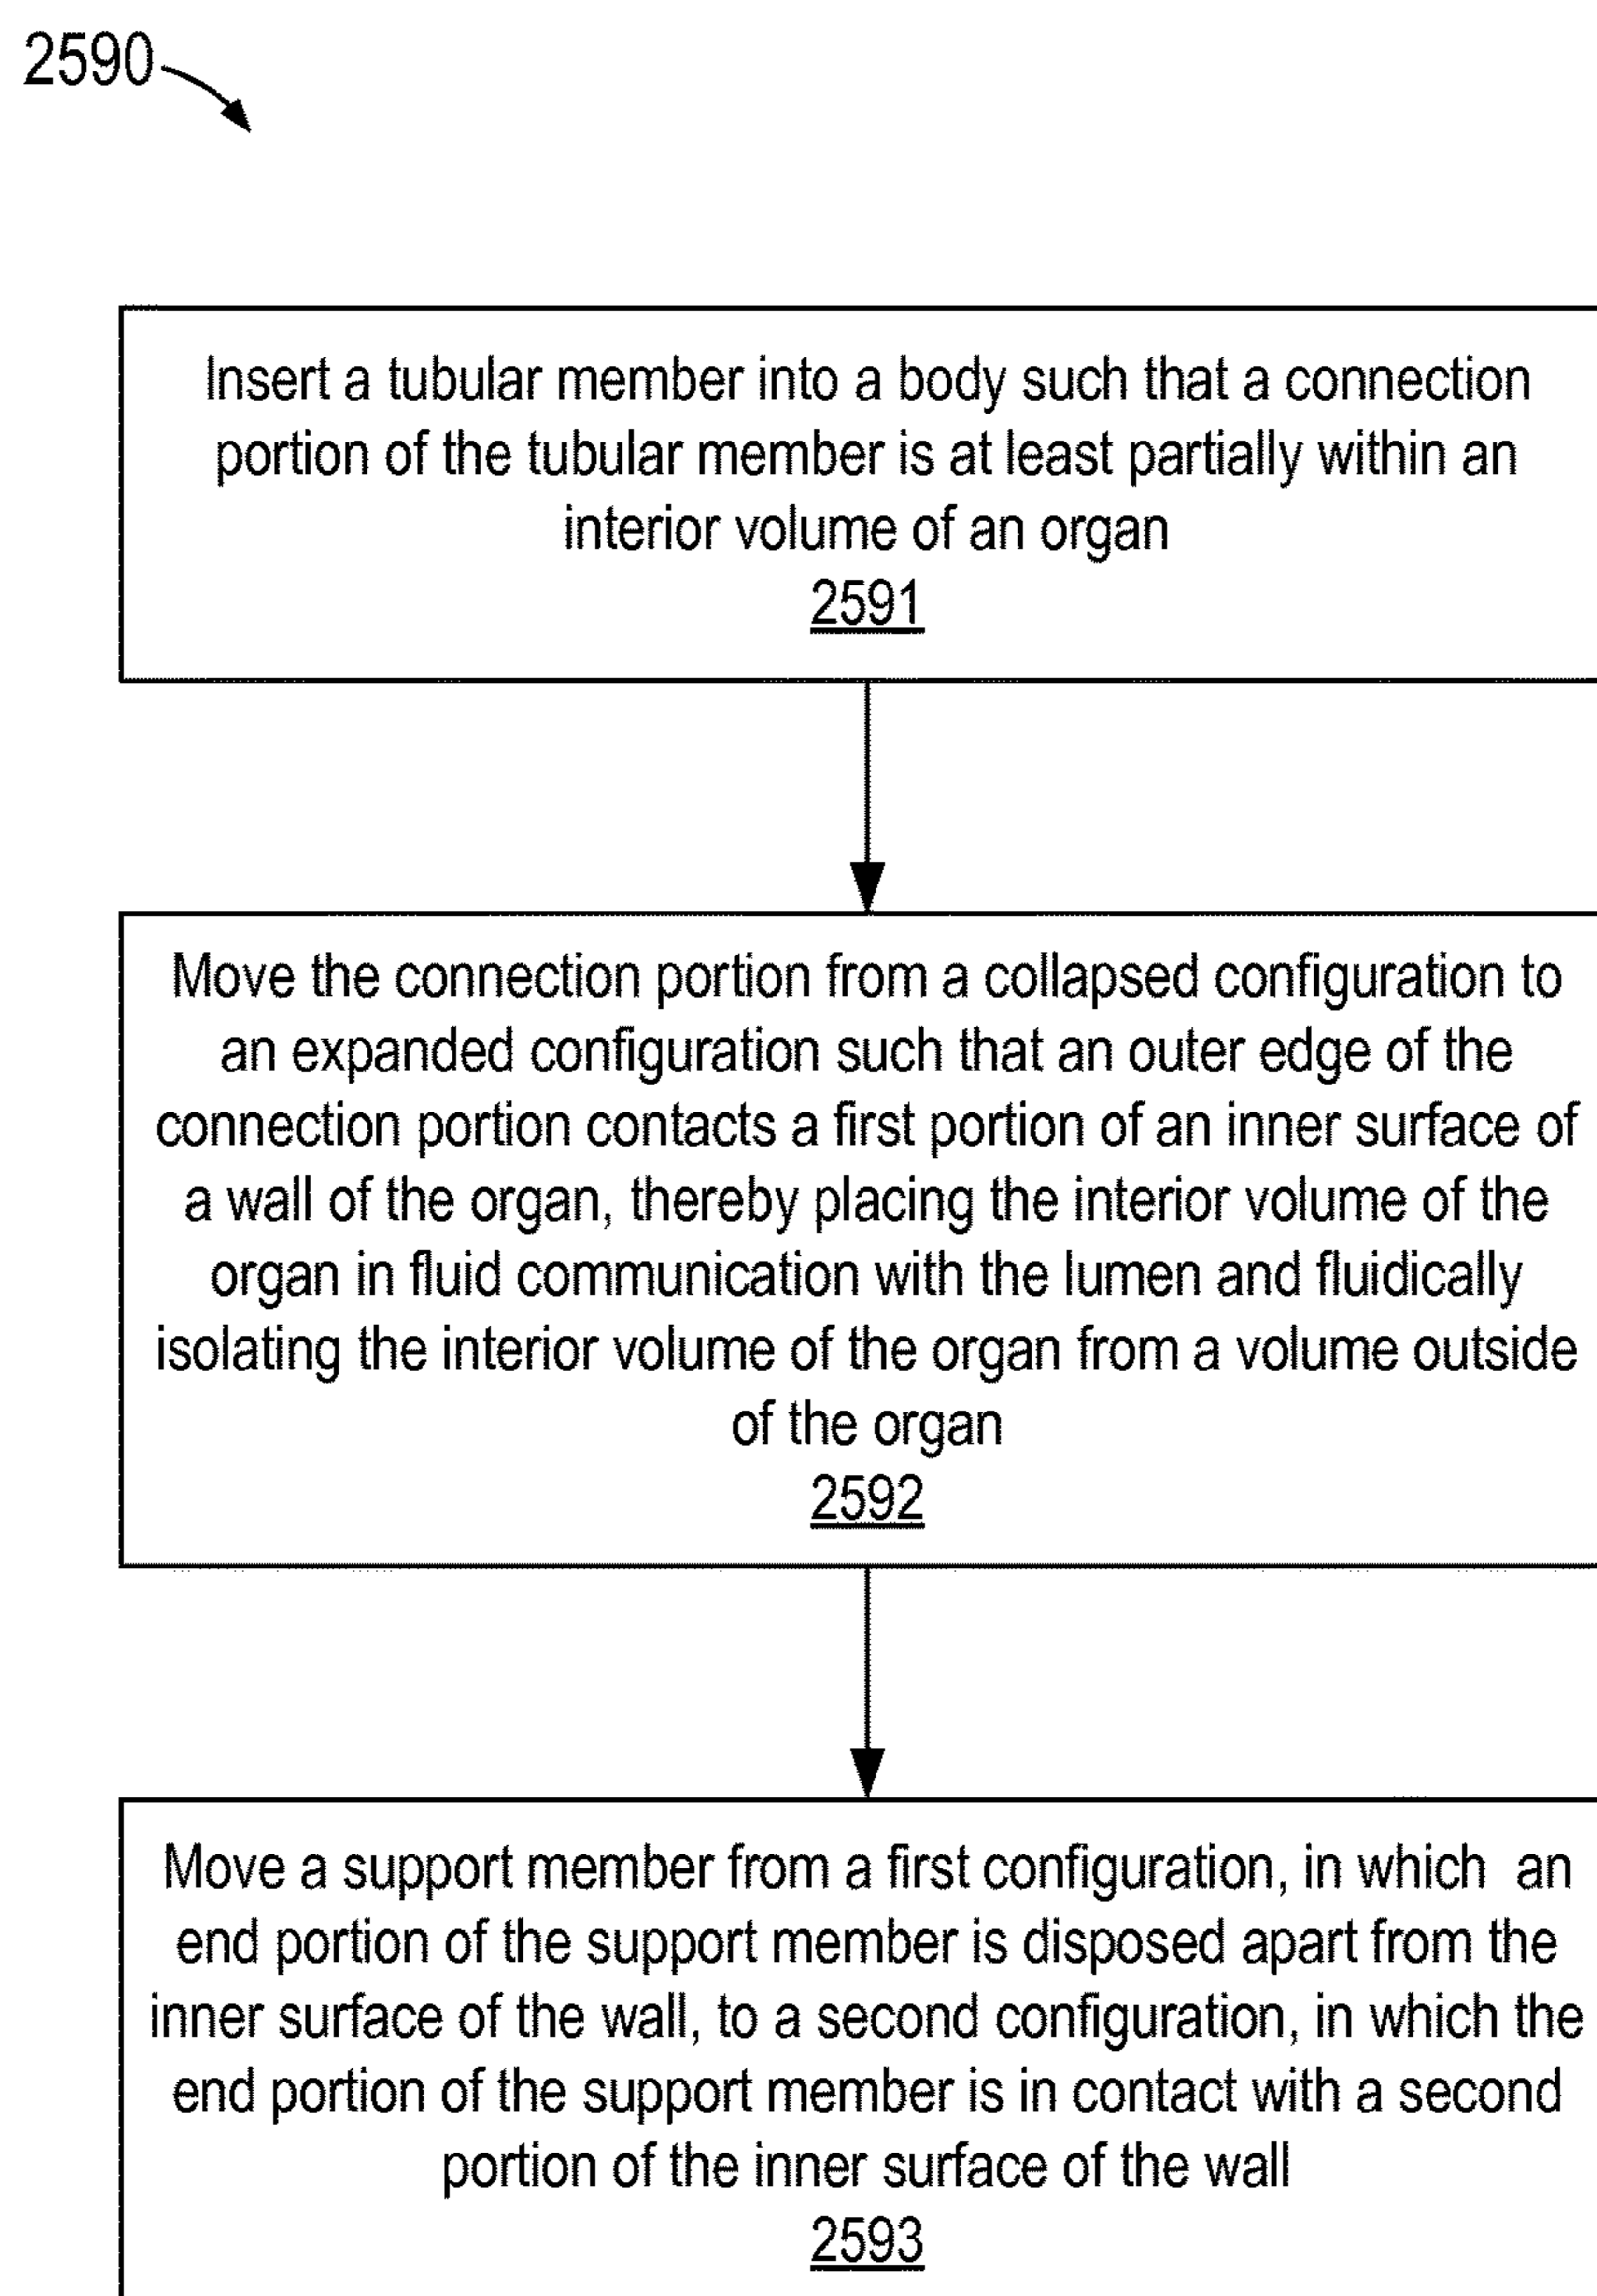 2590
Insert a tubular member into a body such that a connection
portion of the tubular member is at least partially within an
interior volume of an organ
2591
Move the connection portion from a collapsed configuration to
an expanded configuration such that an outer edge of the
connection portion contacts a first portion of an inner surface of
a wall of the organ, thereby placing the interior volume of the
organ in fluid communication with the lumen and fluidically
isolating the interior volume of the organ from a volume outside
of the organ
2592
Move a support member from a first configuration, in which an
end portion of the support member is disposed apart from the
inner surface of the wall, to a second configuration, in which the
end portion of the support member is in contact with a second
portion of the inner surface of the wall
2593